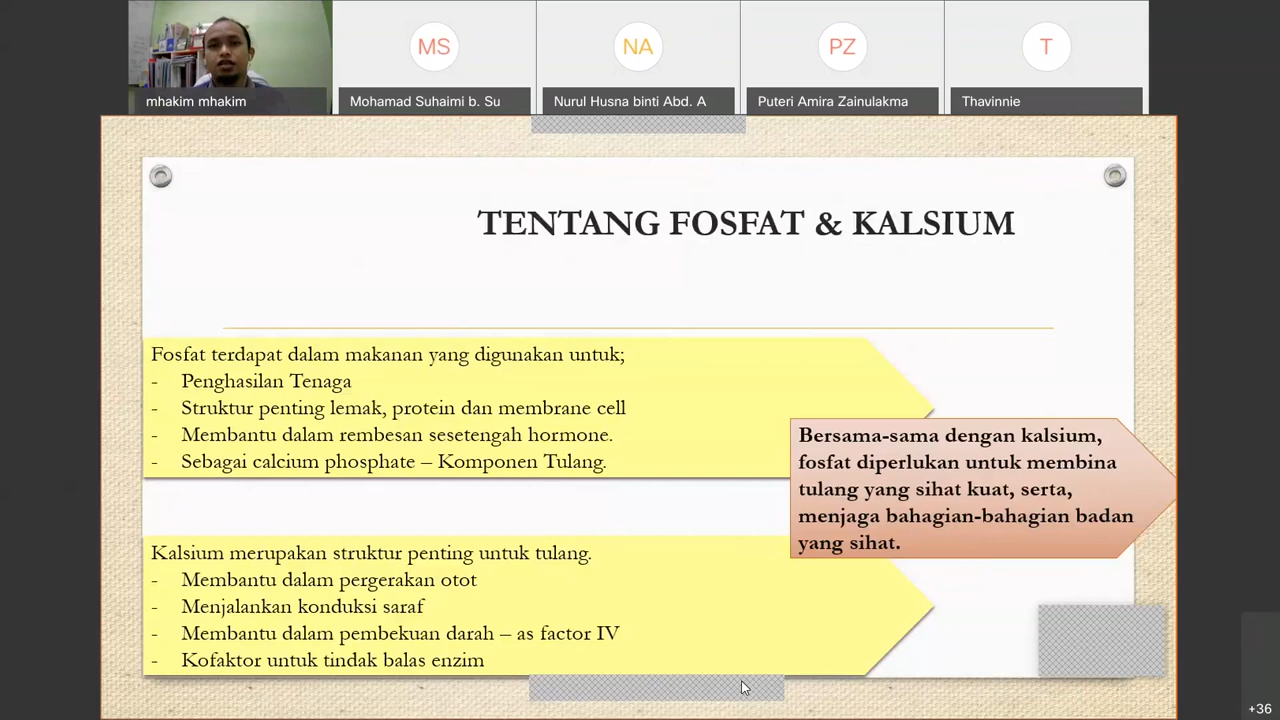 MS
NA
PZ
T
mhakim mhakim
Mohamad Suhaimi b. Su
Nurul Husna binti Abd. A
Puteri Amira Zainulakma
Thavinnie
TENTANG FOSFAT & KALSIUM
Fosfat terdapat dalam makanan yang digunakan untuk;
- Penghasilan Tenaga
- Struktur penting lemak, protein dan membrane cell
- Membantu dalam rembesan sesetengah hormone.
- Sebagai calcium phosphate – Komponen Tulang.
Bersama-sama dengan kalsium,
fosfat diperlukan untuk membina
tulang yang sihat kuat, serta,
menjaga bahagian-bahagian badan
yang sihat.
Kalsium merupakan struktur penting untuk tulang.
- Membantu dalam pergerakan otot
- Menjalankan konduksi saraf
- Membantu dalam pembekuan darah – as factor IV
- Kofaktor untuk tindak balas enzim
+36